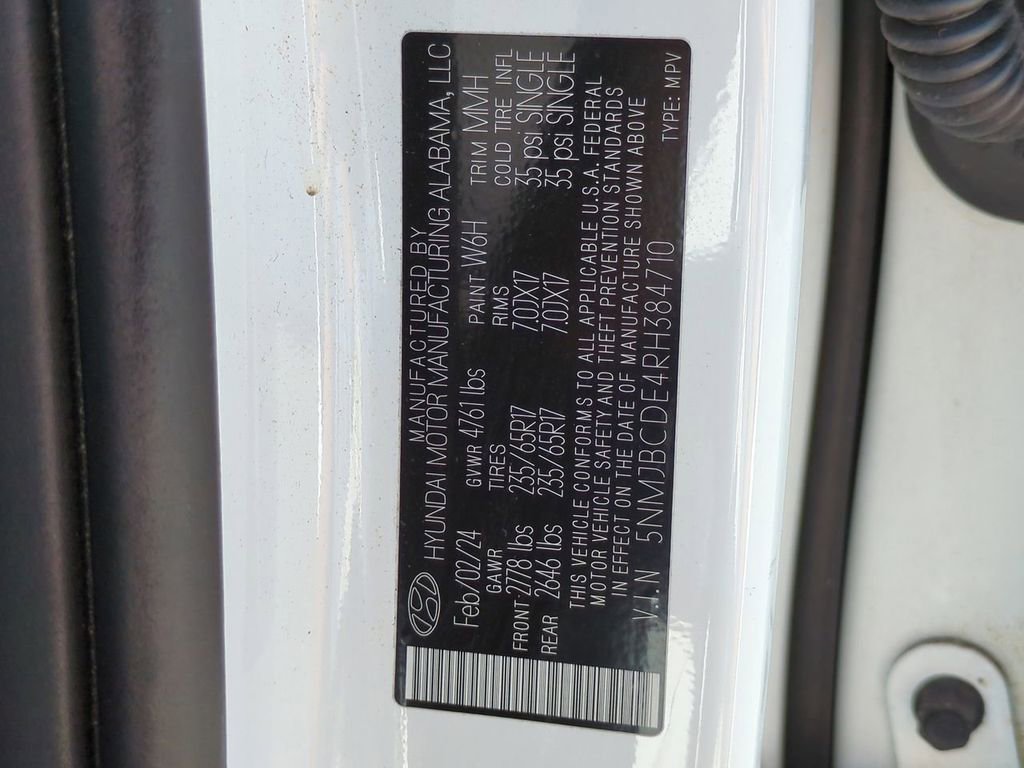 MANUFACTURED BY
HYUNDAI MOTOR MANUFACTURING ALABAMA, LLC
Feb/02/24 GVWR 4761 lbs PAINT W6H TRIM MMH
GAWR TIRES RIMS COLD TIRE INFL
FRONT 2778 lbs 235/65R17 7.0JX17 35 psi SINGLE
REAR 2646 lbs 235/65R17 7.0JX17 35 psi SINGLE
THIS VEHICLE CONFORMS TO ALL APPLICABLE U.S.A. FEDERAL
MOTOR VEHICLE SAFETY AND THEFT PREVENTION STANDARDS
IN EFFECT ON THE DATE OF MANUFACTURE SHOWN ABOVE
V.I.N 5NMJBCDE4RH384710 TYPE: MPV